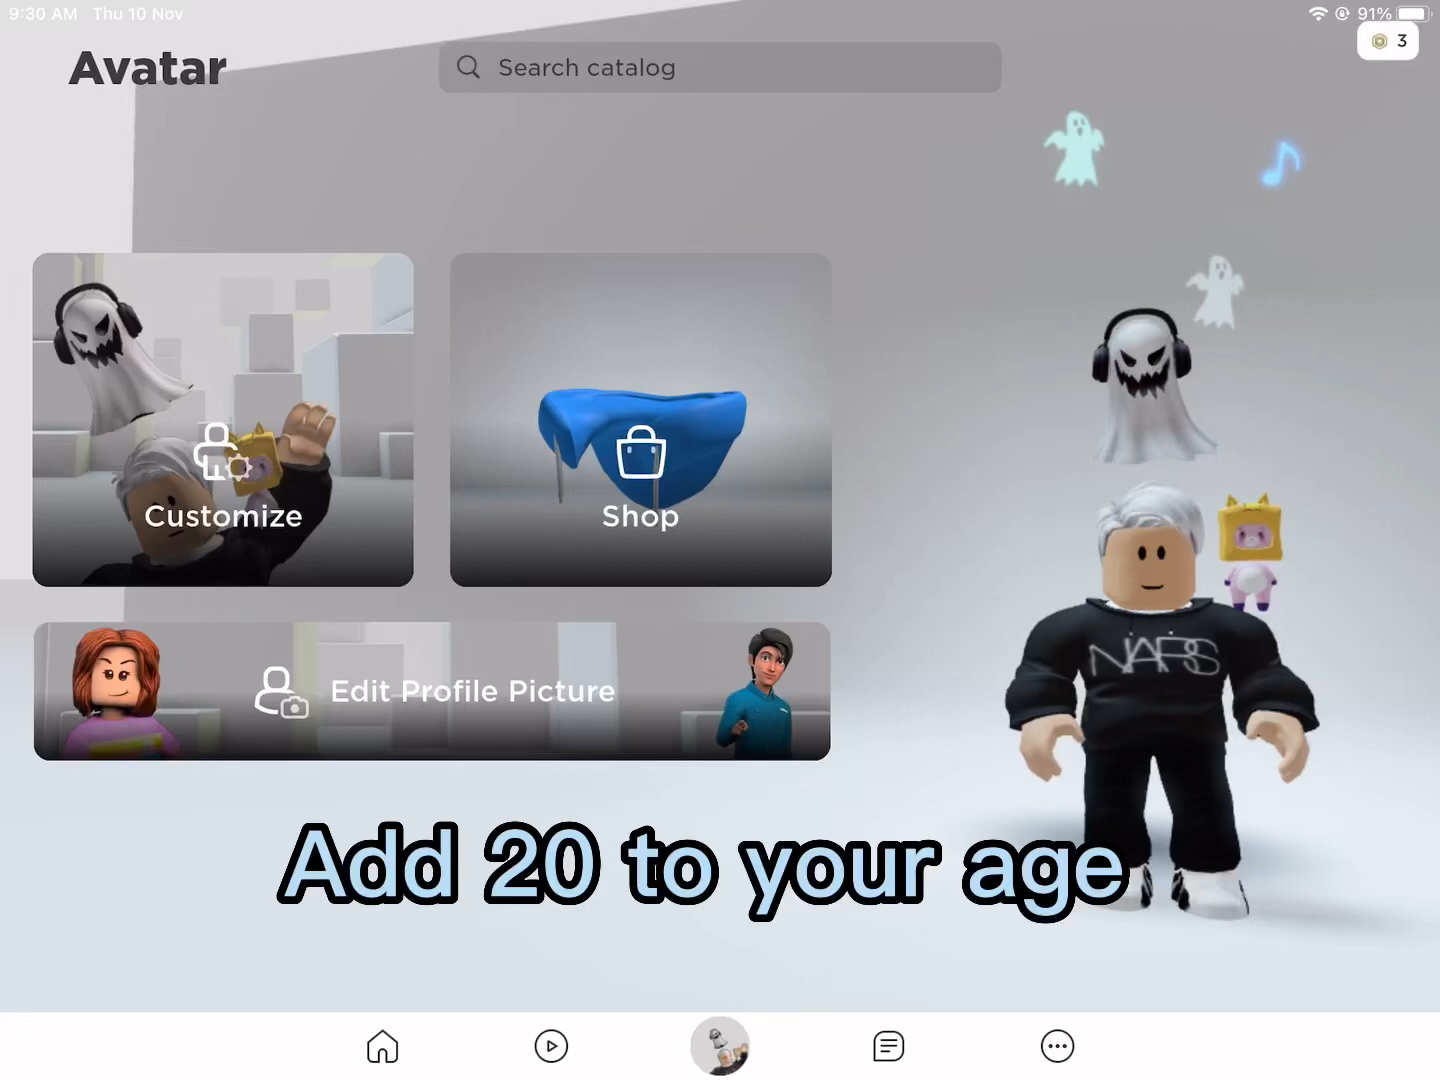 9:30 AM Thu 10 Nov
91%
3
Avatar
Search catalog
Customize
Shop
Edit Profile Picture
NARS
Add 20 to your age